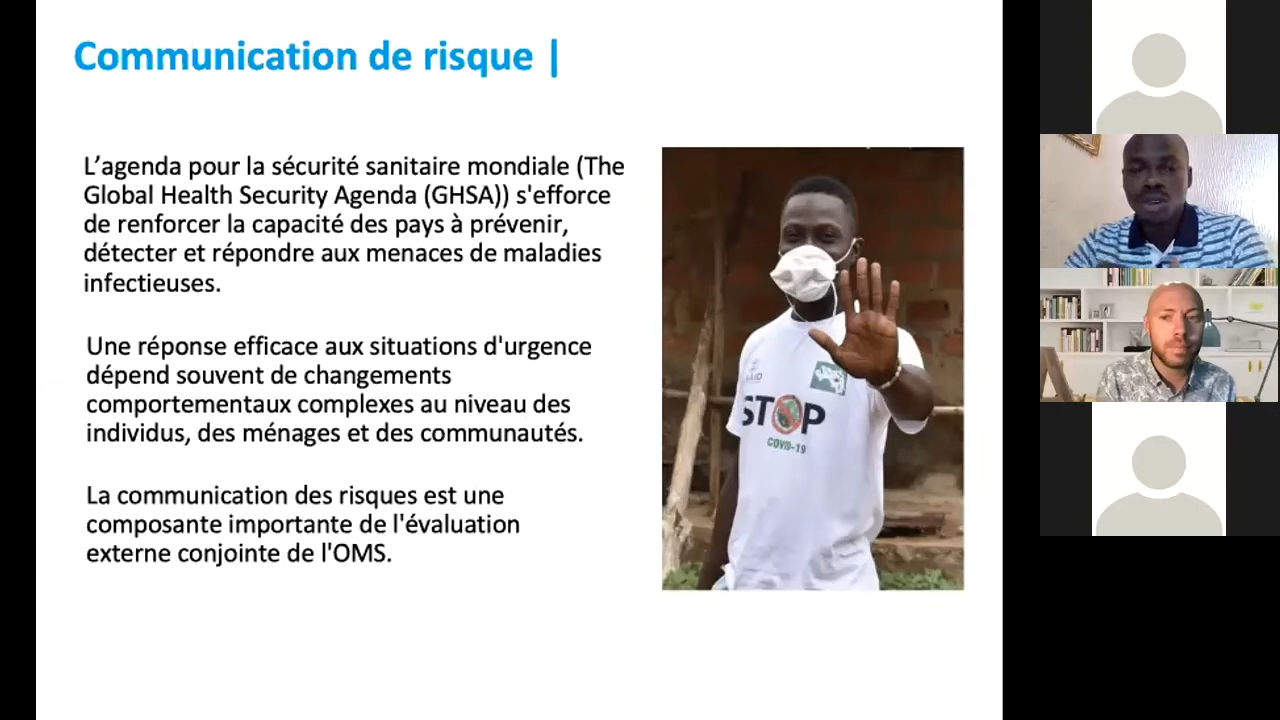 Communication de risque |
L’agenda pour la sécurité sanitaire mondiale (The
Global Health Security Agenda (GHSA)) s'efforce
de renforcer la capacité des pays à prévenir,
détecter et répondre aux menaces de maladies
infectieuses.
Une réponse efficace aux situations d'urgence
dépend souvent de changements
comportementaux complexes au niveau des
individus, des ménages et des communautés.
La communication des risques est une
composante importante de l'évaluation
externe conjointe de l'OMS.
STOP
COVID-19